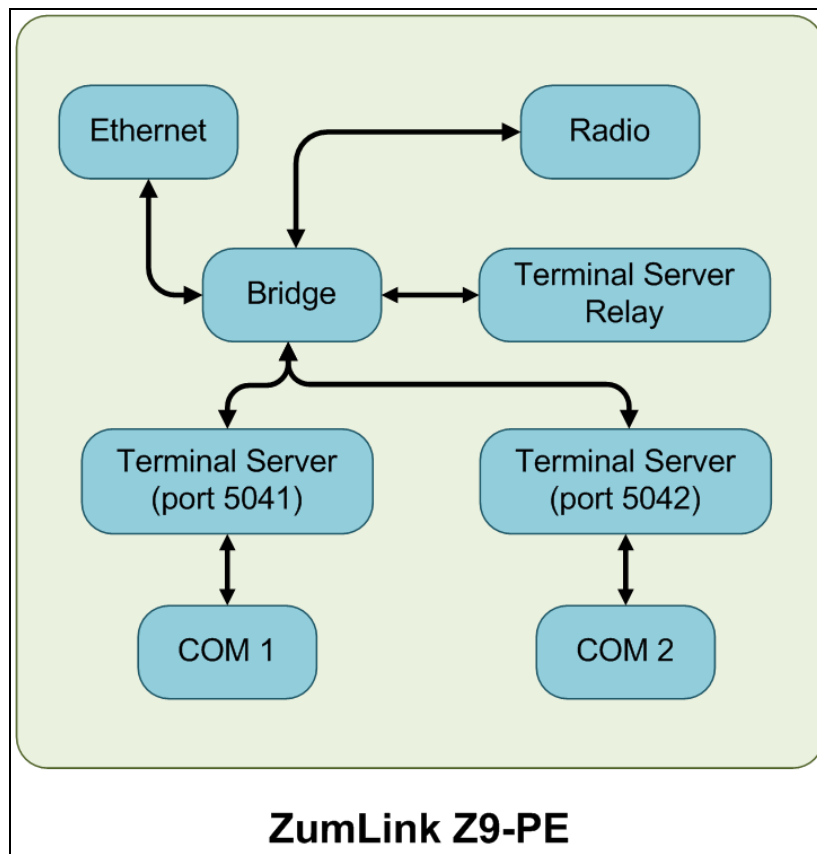 Ethernet
Radio
Bridge
Terminal Server
Relay
Terminal Server
(port 5041)
Terminal Server
(port 5042)
COM 1
COM 2
ZumLink Z9-PE